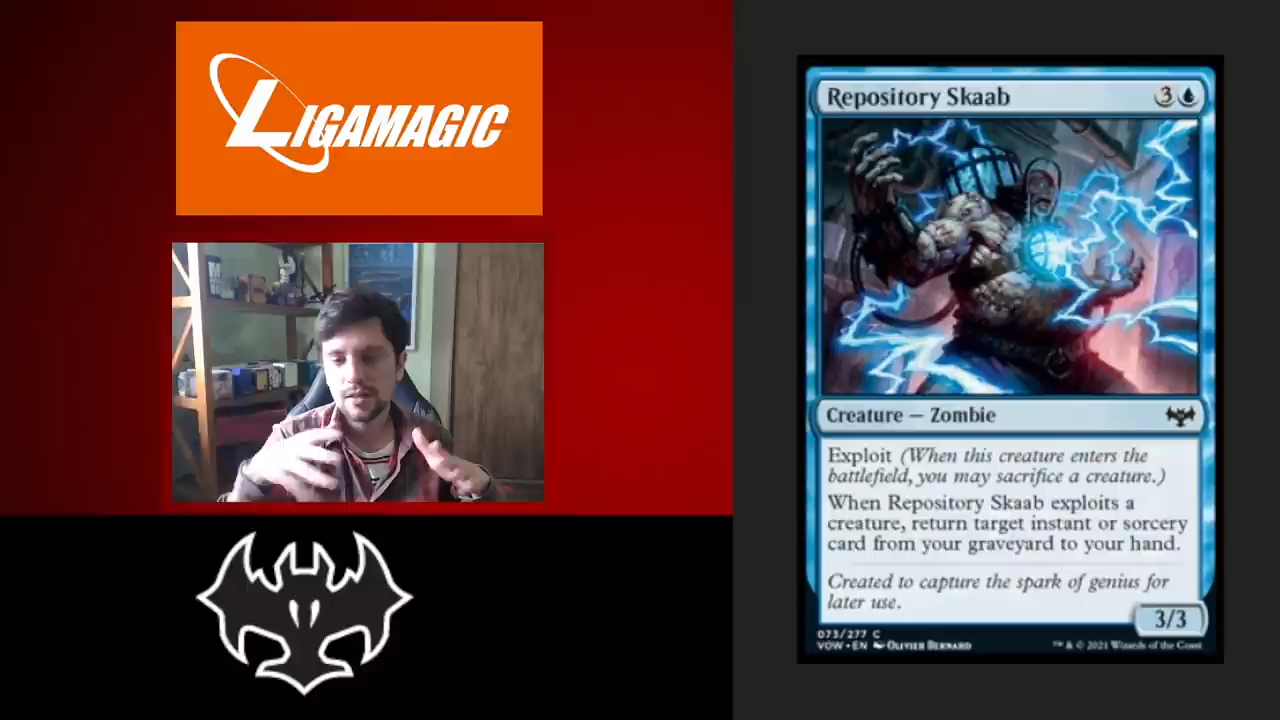 LIGAMAGIC
Repository Skaab 3
Creature — Zombie
Exploit (When this creature enters the
battlefield, you may sacrifice a creature.)
When Repository Skaab exploits a
creature, return target instant or sorcery
card from your graveyard to your hand.
Created to capture the spark of genius for
later use.
3/3
073/277 C
VOW • EN OLIVIER BERNARD
™ & © 2021 Wizards of the Coast